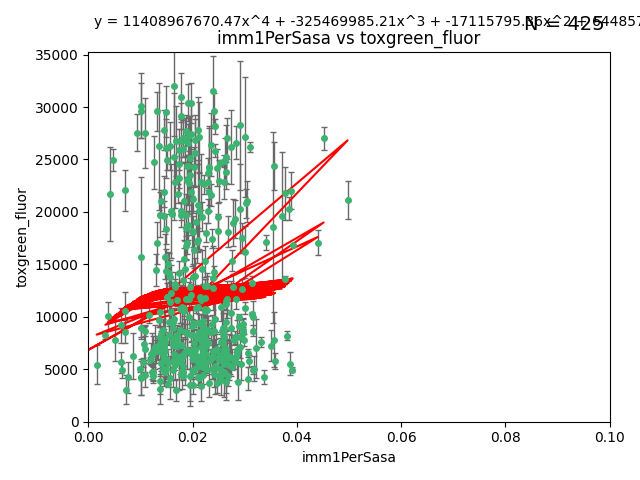 y = 11408967670.47x^4 + -325469985.21x^3 + -17115795.
N = 425
imm1PerSasa vs toxgreen_fluor
35000
30000
25000
20000
15000
10000
5000
0
toxgreen_fluor
0.00 0.02 0.04 0.06 0.08 0.10
imm1PerSasa